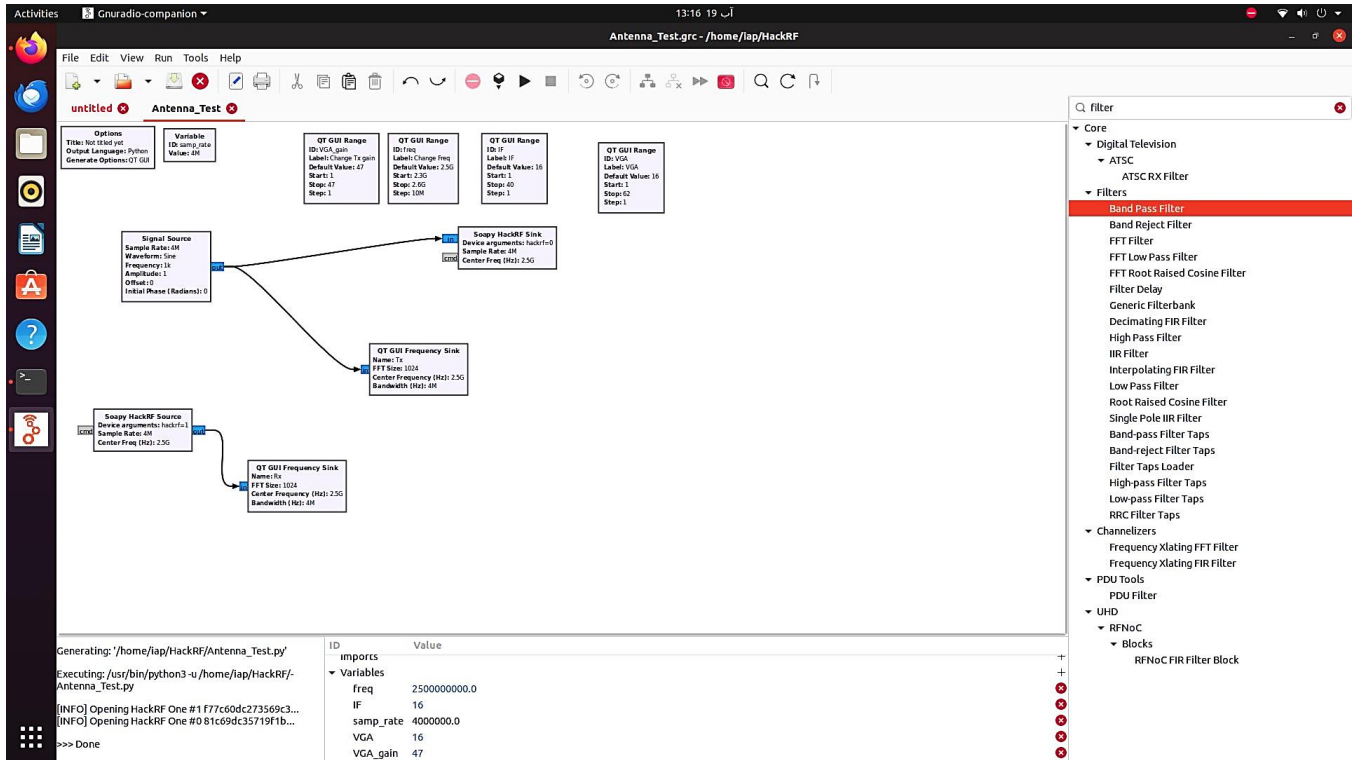 Activities
Gnuradio-companion
13:16 19 آب
Antenna_Test.grc - /home/iap/HackRF
File Edit View Run Tools Help
untitled
Antenna_Test
Options
Title: Not titled yet
Output Language: Python
Generate Options: QT GUI
Variable
ID: samp_rate
Value: 4M
QT GUI Range
ID: VGA_gain
Label: Change Tx gain
Default Value: 47
Start: 1
Stop: 47
Step: 1
QT GUI Range
ID: freq
Label: Change Freq
Default Value: 2.5G
Start: 2.3G
Stop: 2.6G
Step: 10M
QT GUI Range
ID: IF
Label: IF
Default Value: 16
Start: 1
Stop: 40
Step: 1
QT GUI Range
ID: VGA
Label: VGA
Default Value: 16
Start: 1
Stop: 62
Step: 1
Signal Source
Sample Rate: 4M
Waveform: Sine
Frequency: 1k
Amplitude: 1
Offset: 0
Initial Phase (Radians): 0
out
in
cmd
Soapy HackRF Sink
Device arguments: hackrf=0
Sample Rate: 4M
Center Freq (Hz): 2.5G
in
QT GUI Frequency Sink
Name: Tx
FFT Size: 1024
Center Frequency (Hz): 2.5G
Bandwidth (Hz): 4M
cmd
Soapy HackRF Source
Device arguments: hackrf=1
Sample Rate: 4M
Center Freq (Hz): 2.5G
out
in
QT GUI Frequency Sink
Name: Rx
FFT Size: 1024
Center Frequency (Hz): 2.5G
Bandwidth (Hz): 4M
Generating: '/home/iap/HackRF/Antenna_Test.py'
Executing: /usr/bin/python3 -u /home/iap/HackRF/-
Antenna_Test.py
[INFO] Opening HackRF One #1 f77c60dc273569c3...
[INFO] Opening HackRF One #0 81c69dc35719f1b...
>>> Done
ID Value
Imports
Variables
freq 2500000000.0
IF 16
samp_rate 4000000.0
VGA 16
VGA_gain 47
filter
Core
Digital Television
ATSC
ATSC RX Filter
Filters
Band Pass Filter
Band Reject Filter
FFT Filter
FFT Low Pass Filter
FFT Root Raised Cosine Filter
Filter Delay
Generic Filterbank
Decimating FIR Filter
High Pass Filter
IIR Filter
Interpolating FIR Filter
Low Pass Filter
Root Raised Cosine Filter
Single Pole IIR Filter
Band-pass Filter Taps
Band-reject Filter Taps
Filter Taps Loader
High-pass Filter Taps
Low-pass Filter Taps
RRC Filter Taps
Channelizers
Frequency Xlating FFT Filter
Frequency Xlating FIR Filter
PDU Tools
PDU Filter
UHD
RFNoC
Blocks
RFNoC FIR Filter Block